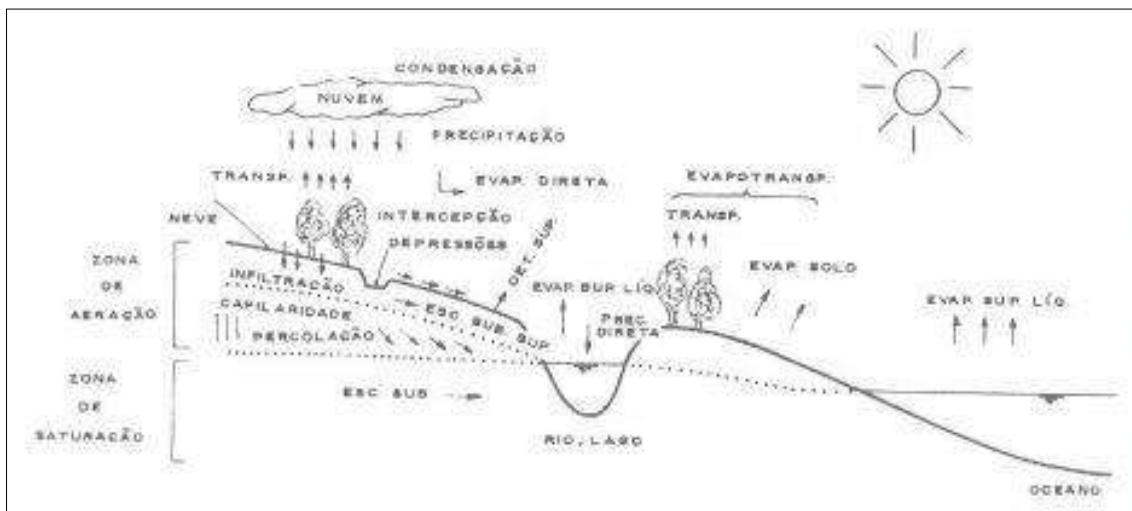 CONDENSAÇÃO
NUVEM
PRECIPITAÇÃO
TRANSP.
EVAP. DIRETA
EVAPOTRANSP.
NEVE
INTERCEPÇÃO
TRANSP.
DEPRESSÕES
DET. SUP.
ZONA
DE
AERAÇÃO
INFILTRAÇÃO
EVAP. SUP. LÍQ.
EVAP. SOLO
EVAP. SUP. LÍQ.
CAPILARIDADE
ESC. SUB. SUP.
PREC.
DIRETA
PERCOLAÇÃO
ZONA
DE
SATURAÇÃO
ESC. SUB
RIO, LAGO
OCEANO